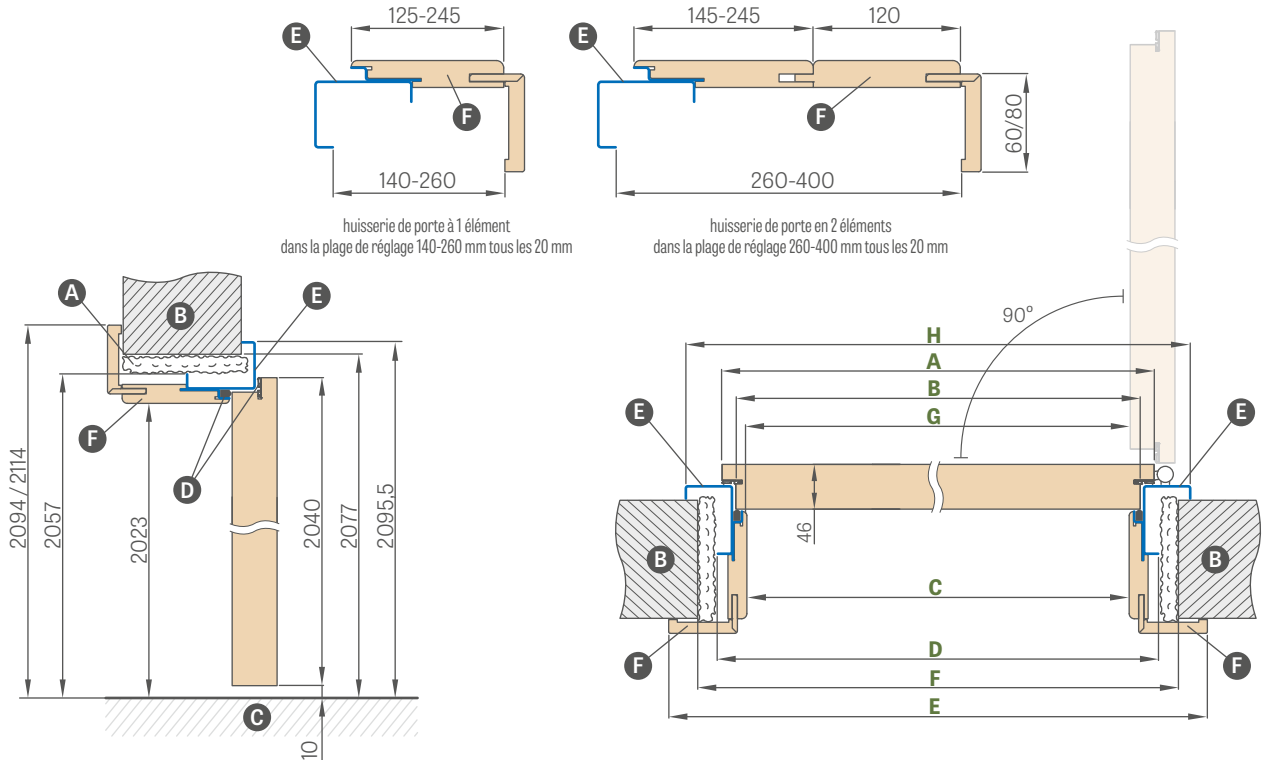 125-245
145-245
120
E
E
F
F
60/80
140-260
260-400
huisserie de porte à 1 élément
dans la plage de réglage 140-260 mm tous les 20 mm
huisserie de porte en 2 éléments
dans la plage de réglage 260-400 mm tous les 20 mm
A
B
E
F
D
2094 / 2114
2057
2023
2040
2077
2095,5
C
10
90°
H
A
B
G
E
E
46
B
B
C
D
F
F
F
E